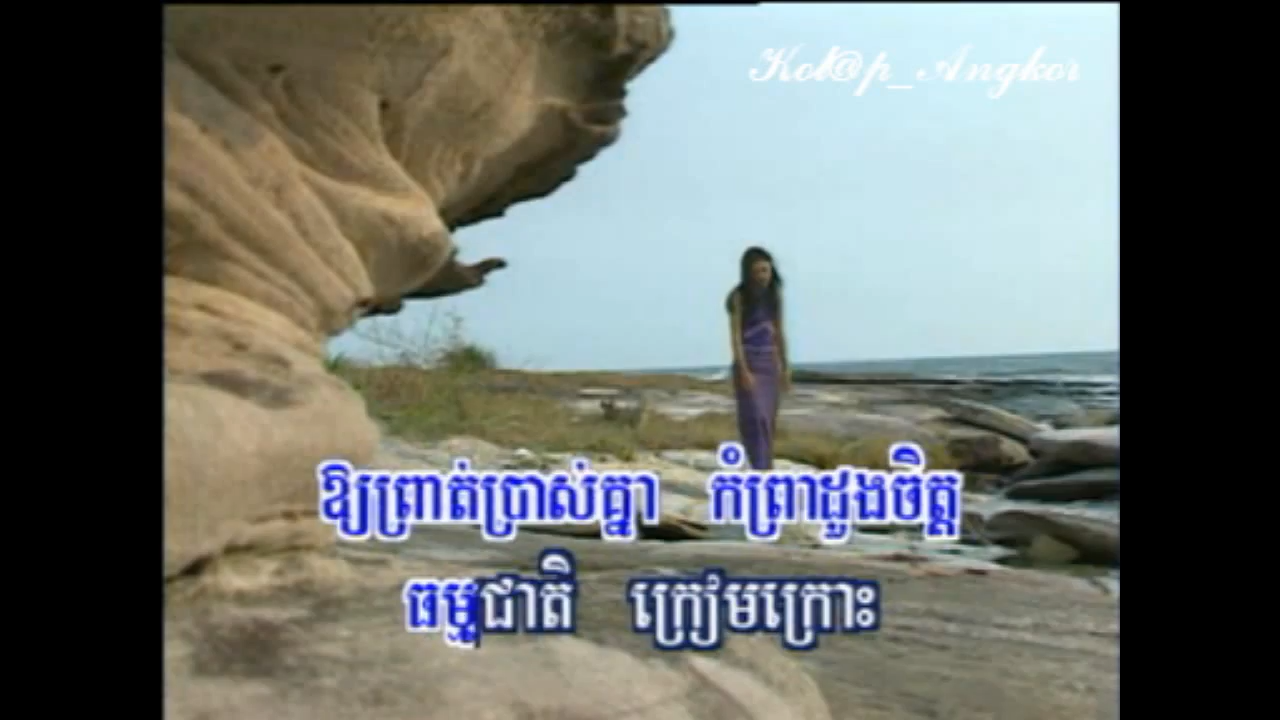 Kol@p_Angkor
ឱ្យព្រាត់ប្រាស់គ្នា កំព្រាដួងចិត្ត
ធម្មជាតិ ក្រៀមក្រោះ